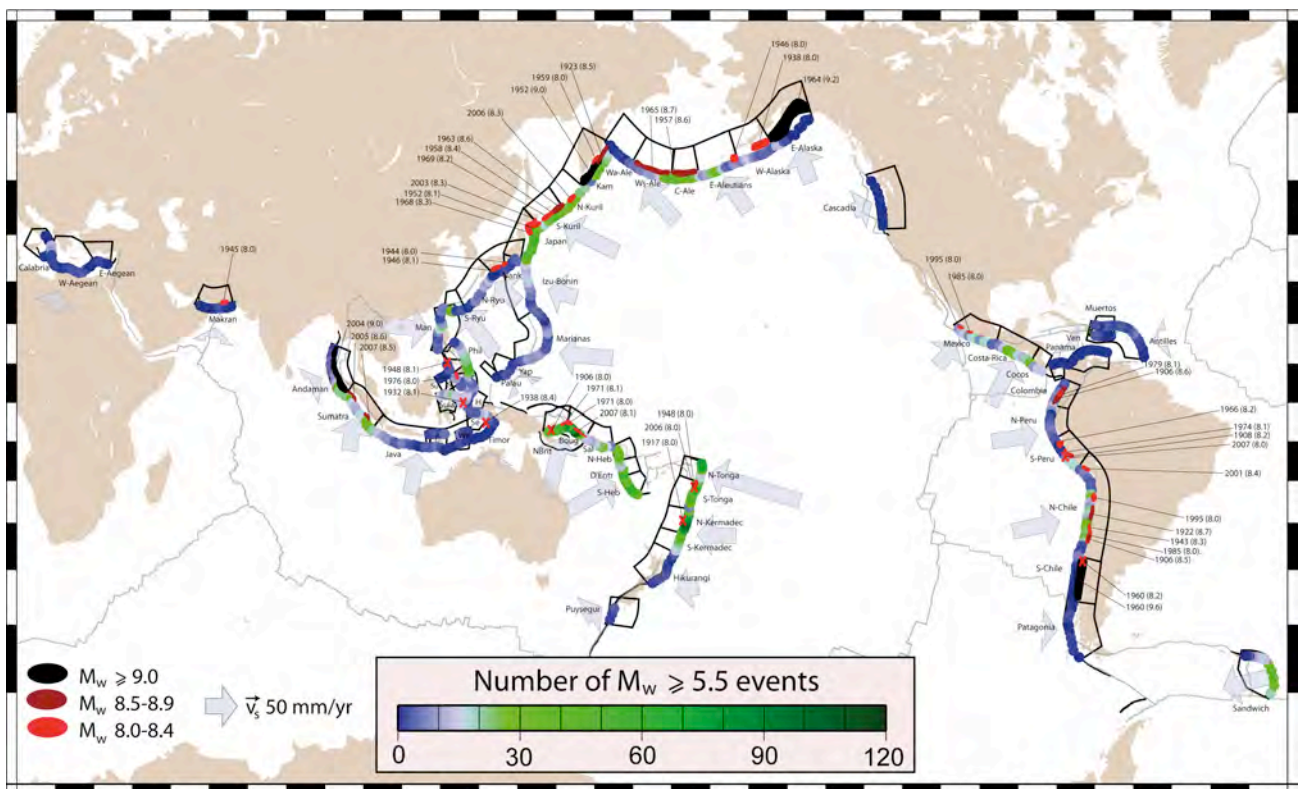 1946 (8.0)
1938 (8.0)
1964 (9.2)
1923 (8.5)
1959 (8.0)
1952 (9.0)
2006 (8.3)
1965 (8.7)
1957 (8.6)
1963 (8.6)
1958 (8.4)
1969 (8.2)
2003 (8.3)
1952 (8.1)
1968 (8.3)
E-Alaska
W-Alaska
E-Aleutians
C-Ale
Wa-Ale
Kam
N-Kuril
S-Kuril
Japan
Cascadia
1944 (8.0)
1946 (8.1)
1945 (8.0)
Calabria
W-Aegean
E-Aegean
Makran
Izu-Bonin
N-Ryu
S-Ryu
Man
Marianas
Phil
Yap
Palau
2004 (9.0)
2005 (8.6)
2007 (8.5)
1948 (8.1)
1976 (8.0)
1932 (8.1)
Andaman
Sumatra
Java
Timor
1938 (8.4)
1906 (8.0)
1971 (8.1)
1971 (8.0)
2007 (8.1)
NBrit
Boug
N-Heb
D'Entr
S-Heb
1948 (8.0)
2006 (8.0)
1917 (8.0)
N-Tonga
S-Tonga
N-Kermadec
S-Kermadec
Hikurangi
Puysegur
1995 (8.0)
1985 (8.0)
Mexico
Costa-Rica
Cocos
Muertos
Ven
Panama
Antilles
1979 (8.1)
1906 (8.6)
Colombia
N-Peru
1966 (8.2)
1974 (8.1)
1908 (8.2)
2007 (8.0)
S-Peru
2001 (8.4)
N-Chile
1995 (8.0)
1922 (8.7)
1943 (8.3)
1985 (8.0)
1906 (8.5)
S-Chile
1960 (8.2)
1960 (9.6)
Patagonia
Sandwich
M_w ⩾ 9.0
M_w 8.5-8.9
M_w 8.0-8.4
v⃗_s 50 mm/yr
Number of M_w ⩾ 5.5 events
0 30 60 90 120